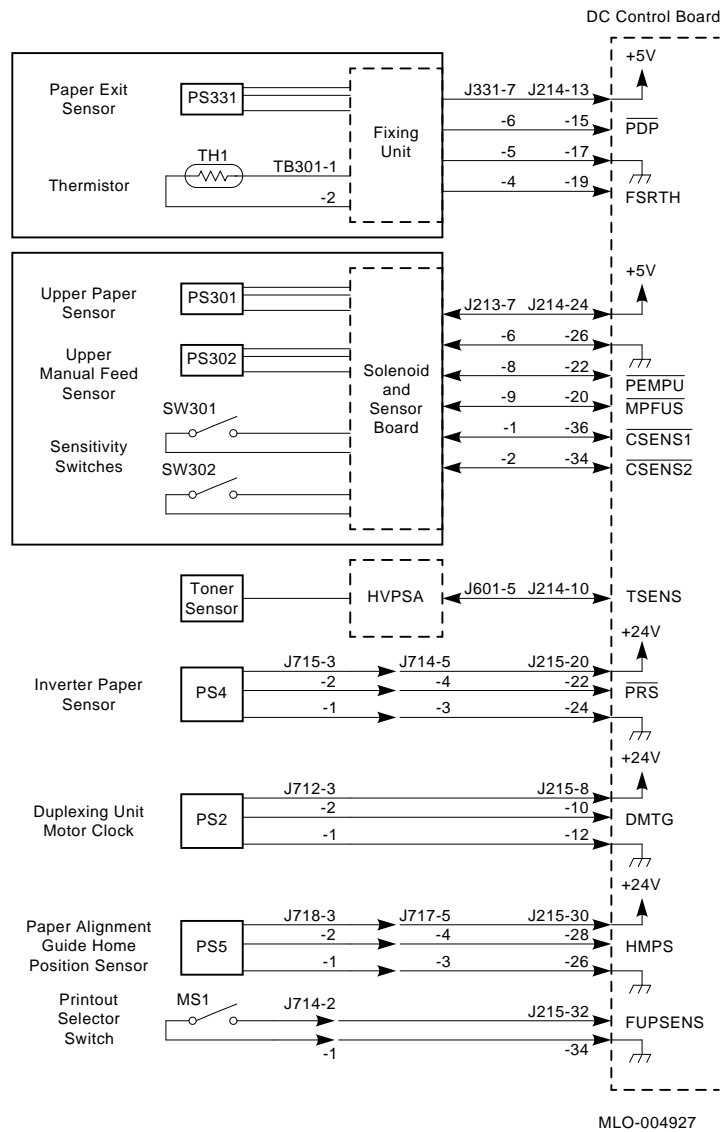 DC Control Board
+5V
Paper Exit
Sensor
PS331
J331-7 J214-13
Fixing
Unit
-6 -15 PDP
TH1
TB301-1
-5 -17
Thermistor
-2
-4 -19 FSRTH
+5V
Upper Paper
Sensor
PS301
J213-7 J214-24
Upper
Manual Feed
Sensor
PS302
-6 -26
Solenoid
and
Sensor
Board
-8 -22 PEMPU
-9 -20 MPFUS
SW301
-1 -36 CSENS1
Sensitivity
Switches
SW302
-2 -34 CSENS2
Toner
Sensor
HVPSA
J601-5 J214-10 TSENS
+24V
Inverter Paper
Sensor
PS4
J715-3 J714-5 J215-20
-2 -4 -22 PRS
-1 -3 -24
+24V
Duplexing Unit
Motor Clock
PS2
J712-3 J215-8
-2 -10 DMTG
-1 -12
+24V
Paper Alignment
Guide Home
Position Sensor
PS5
J718-3 J717-5 J215-30
-2 -4 -28 HMPS
-1 -3 -26
Printout
Selector
Switch
MS1
J714-2 J215-32 FUPSENS
-1 -34
MLO-004927